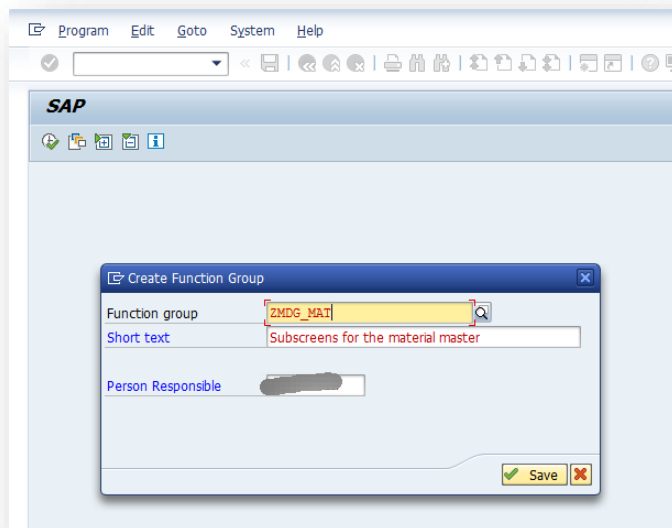 Program Edit Goto System Help
SAP
Create Function Group
Function group ZMDG_MAT
Short text Subscreens for the material master
Person Responsible
Save